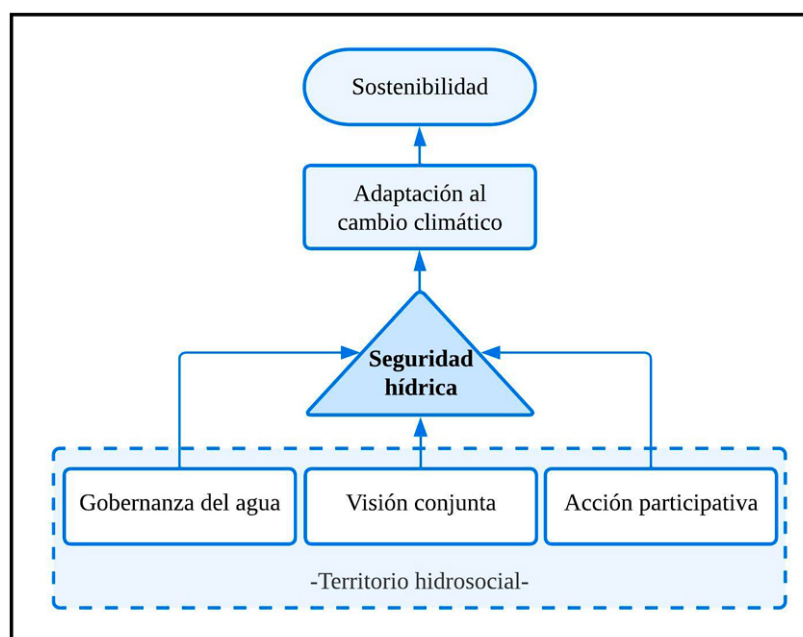 Sostenibilidad
Adaptación al
cambio climático
Seguridad
hídrica
Gobernanza del agua
Visión conjunta
Acción participativa
-Territorio hidrosocial-